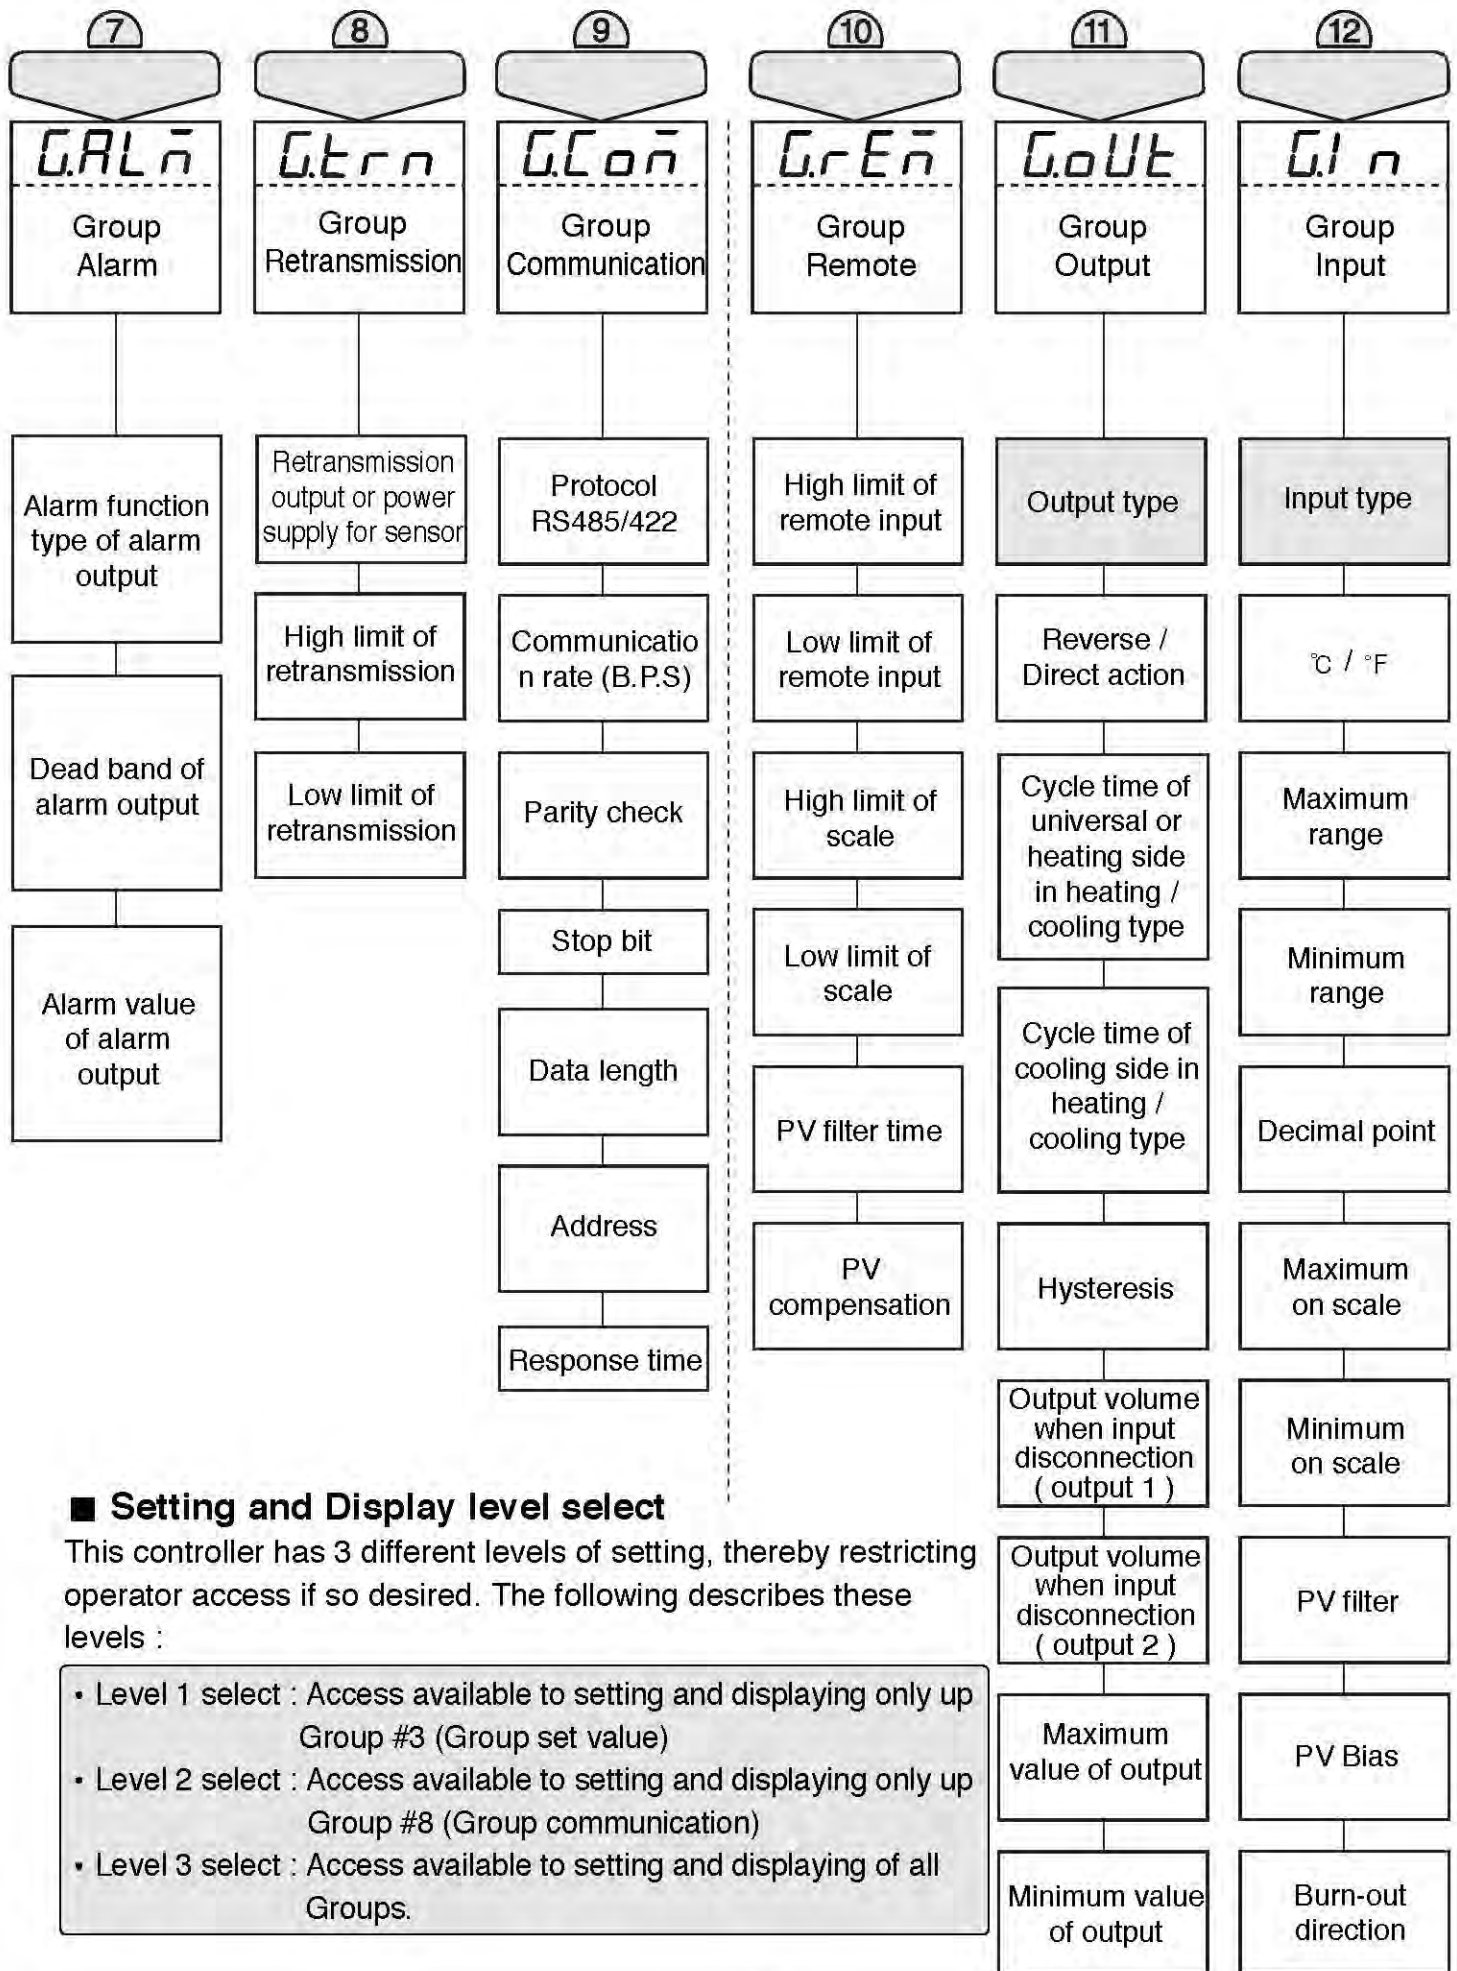 7
G.ALM
Group
Alarm
Alarm function
type of alarm
output
Dead band of
alarm output
Alarm value
of alarm
output
8
G.trn
Group
Retransmission
Retransmission
output or power
supply for sensor
High limit of
retransmission
Low limit of
retransmission
9
G.CoM
Group
Communication
Protocol
RS485/422
Communicatio
n rate (B.P.S)
Parity check
Stop bit
Data length
Address
Response time
10
G.rEM
Group
Remote
High limit of
remote input
Low limit of
remote input
High limit of
scale
Low limit of
scale
PV filter time
PV
compensation
11
G.oUt
Group
Output
Output type
Reverse /
Direct action
Cycle time of
universal or
heating side
in heating /
cooling type
Cycle time of
cooling side in
heating /
cooling type
Hysteresis
Output volume
when input
disconnection
( output 1 )
Output volume
when input
disconnection
( output 2 )
Maximum
value of output
Minimum value
of output
12
G.In
Group
Input
Input type
℃ / °F
Maximum
range
Minimum
range
Decimal point
Maximum
on scale
Minimum
on scale
PV filter
PV Bias
Burn-out
direction
■ Setting and Display level select
This controller has 3 different levels of setting, thereby restricting
operator access if so desired. The following describes these
levels :
• Level 1 select : Access available to setting and displaying only up
Group #3 (Group set value)
• Level 2 select : Access available to setting and displaying only up
Group #8 (Group communication)
• Level 3 select : Access available to setting and displaying of all
Groups.